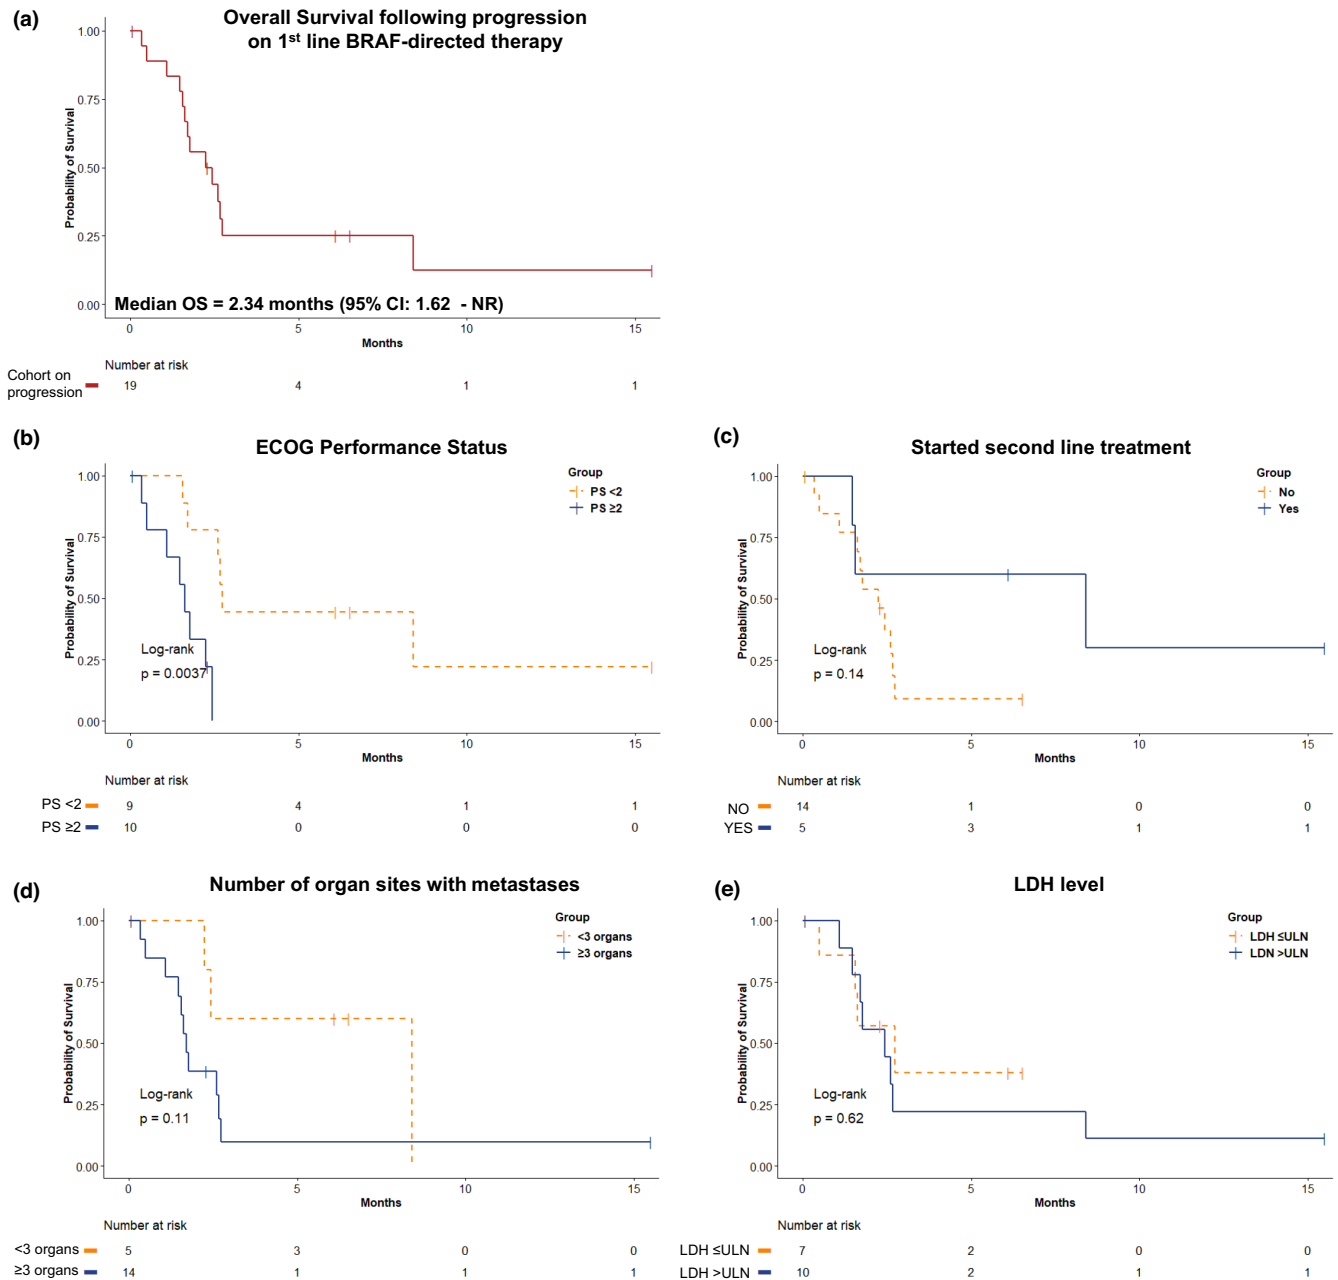 (a)
Overall Survival following progression
on 1st line BRAF-directed therapy
Probability of Survival
1.00
0.75
0.50
0.25
0.00
Median OS = 2.34 months (95% CI: 1.62 - NR)
0 5 10 15
Months
Number at risk
Cohort on
progression
19 4 1 1
(b)
ECOG Performance Status
Probability of Survival
1.00
0.75
0.50
0.25
0.00
Group
PS <2
PS ≥2
Log-rank
p = 0.0037
0 5 10 15
Months
Number at risk
PS <2 9 4 1 1
PS ≥2 10 0 0 0
(c)
Started second line treatment
Probability of Survival
1.00
0.75
0.50
0.25
0.00
Group
No
Yes
Log-rank
p = 0.14
0 5 10 15
Months
Number at risk
NO 14 1 0 0
YES 5 3 1 1
(d)
Number of organ sites with metastases
Probability of Survival
1.00
0.75
0.50
0.25
0.00
Group
<3 organs
≥3 organs
Log-rank
p = 0.11
0 5 10 15
Months
Number at risk
<3 organs 5 3 0 0
≥3 organs 14 1 1 1
(e)
LDH level
Probability of Survival
1.00
0.75
0.50
0.25
0.00
Group
LDH ≤ULN
LDN >ULN
Log-rank
p = 0.62
0 5 10 15
Months
Number at risk
LDH ≤ULN 7 2 0 0
LDH >ULN 10 2 1 1